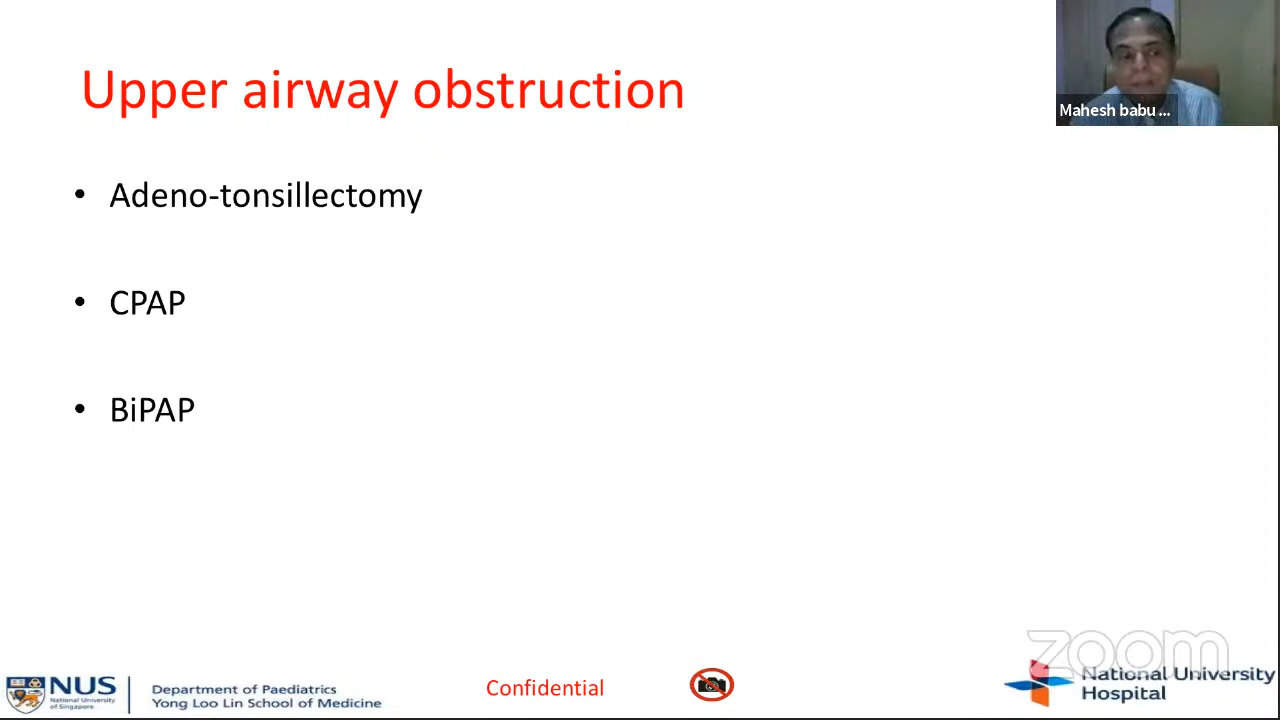 Upper airway obstruction
Mahesh babu ...
• Adeno-tonsillectomy
• CPAP
• BiPAP
zoom
NUS
National University
of Singapore
Department of Paediatrics
Yong Loo Lin School of Medicine
Confidential
National University
Hospital